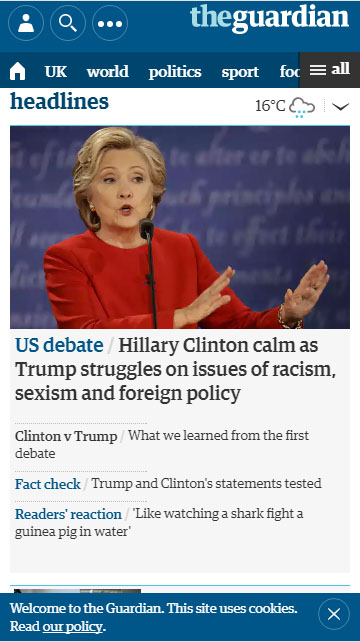 theguardian
UK world politics sport foo all
headlines
16°C
US debate / Hillary Clinton calm as
Trump struggles on issues of racism,
sexism and foreign policy
Clinton v Trump / What we learned from the first
debate
Fact check / Trump and Clinton's statements tested
Readers' reaction / 'Like watching a shark fight a
guinea pig in water'
Welcome to the Guardian. This site uses cookies.
Read our policy.